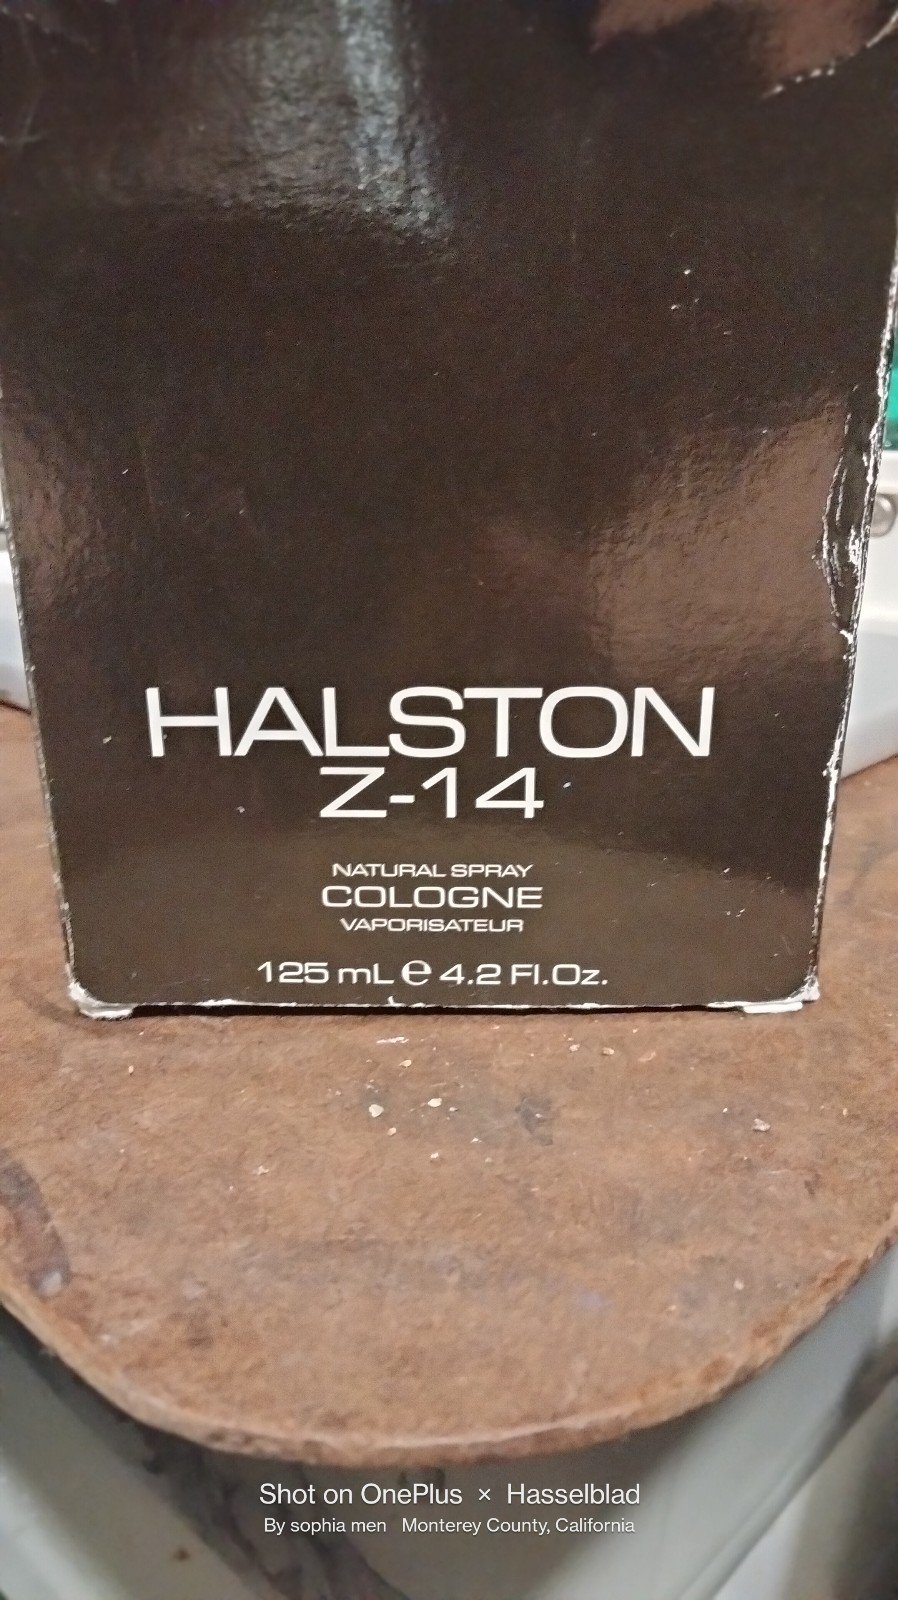 HALSTON
Z-14
NATURAL SPRAY
COLOGNE
VAPORISATEUR
125 mL ℮ 4.2 Fl.Oz.
Shot on OnePlus × Hasselblad
By sophia men Monterey County, California